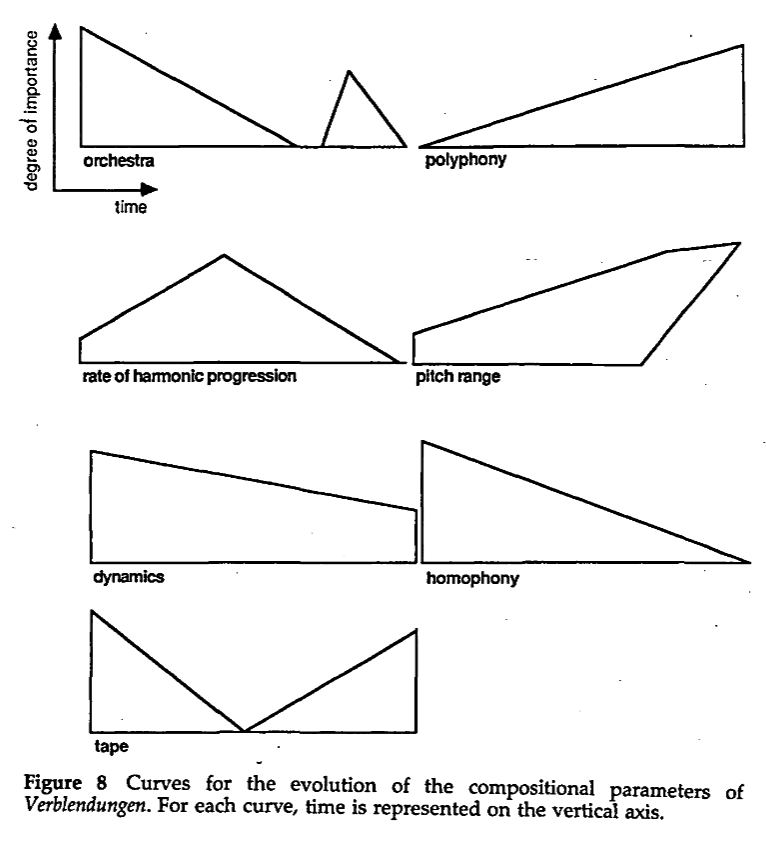 degree of importance
orchestra
polyphony
time
rate of harmonic progression
pitch range
dynamics
homophony
tape
Figure 8 Curves for the evolution of the compositional parameters of
Verblendungen. For each curve, time is represented on the vertical axis.